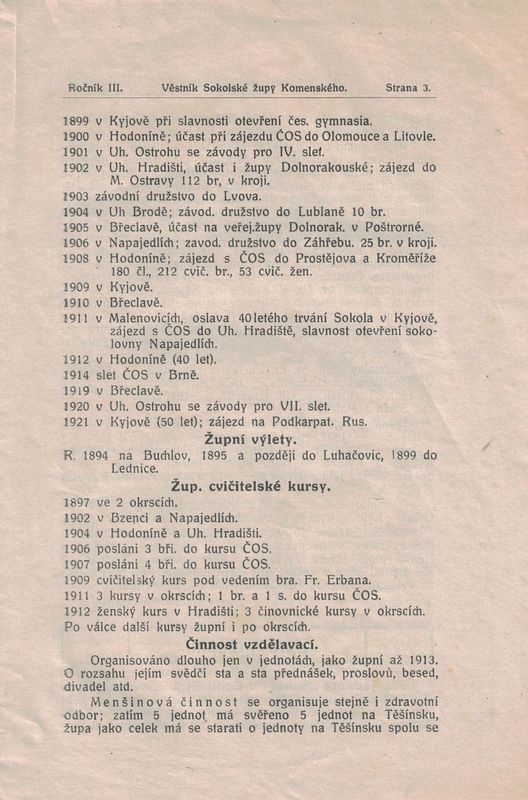 Ročník III. Věstník Sokolské župy Komenského. Strana 3.
1899 v Kyjově při slavnosti otevření čes. gymnasia.
1900 v Hodoníně; účast při zájezdu ČOS do Olomouce a Litovle.
1901 v Uh. Ostrohu se závody pro IV. slet.
1902 v Uh. Hradišti, účast i župy Dolnorakouské; zájezd do
M. Ostravy 112 br, v kroji.
1903 závodní družstvo do Lvova.
1904 v Uh Brodě; závod. družstvo do Lublaně 10 br.
1905 v Břeclavě, účast na veřej.župy Dolnorak. v Poštrorné.
1906 v Napajedlích; zavod. družstvo do Záhřebu. 25 br. v kroji.
1908 v Hodoníně; zájezd s ČOS do Prostějova a Kroměříže
180 čl., 212 cvič. br., 53 cvič. žen.
1909 v Kyjově.
1910 v Břeclavě.
1911 v Malenovicích, oslava 40letého trvání Sokola v Kyjově,
zájezd s ČOS do Uh. Hradiště, slavnost otevření soko-
lovny Napajedlích.
1912 v Hodoníně (40 let).
1914 slet ČOS v Brně.
1919 v Břeclavě.
1920 v Uh. Ostrohu se závody pro VII. slet.
1921 v Kyjově (50 let); zájezd na Podkarpat. Rus.
Župní výlety.
R. 1894 na Buchlov, 1895 a později do Luhačovic, 1899 do
Lednice.
Žup. cvičitelské kursy.
1897 ve 2 okrscích.
1902 v Bzenci a Napajedlích.
1904 v Hodoníně a Uh. Hradišti.
1906 posláni 3 bři. do kursu ČOS.
1907 posláni 4 bři. do kursu ČOS.
1909 cvičitelský kurs pod vedením bra. Fr. Erbana.
1911 3 kursy v okrscích; 1 br. a 1 s. do kursu ČOS.
1912 ženský kurs v Hradišti; 3 činovnické kursy v okrscích.
Po válce další kursy župní i po okrscích.
Činnost vzdělavací.
Organisováno dlouho jen v jednotách, jako župní až 1913.
O rozsahu jejím svědčí sta a sta přednášek, proslovů, besed,
divadel atd.
Menšinová činnost se organisuje stejně i zdravotní
odbor; zatím 5 jednot má svěřeno 5 jednot na Těšínsku,
župa jako celek má se starati o jednoty na Těšínsku spolu se